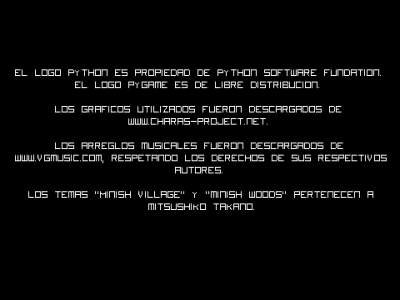 EL LOGO PYTHON ES PROPIEDAD DE PYTHON SOFTWARE FUNDATION.
EL LOGO PYGAME ES DE LIBRE DISTRIBUCION.
LOS GRAFICOS UTILIZADOS FUERON DESCARGADOS DE
WWW.CHARAS-PROJECT.NET.
LOS ARREGLOS MUSICALES FUERON DESCARGADOS DE
WWW.VGMUSIC.COM, RESPETANDO LOS DERECHOS DE SUS RESPECTIVOS
AUTORES.
LOS TEMAS "MINISH VILLAGE" Y "MINISH WOODS" PERTENECEN A
MITSUSHIKO TAKANO.